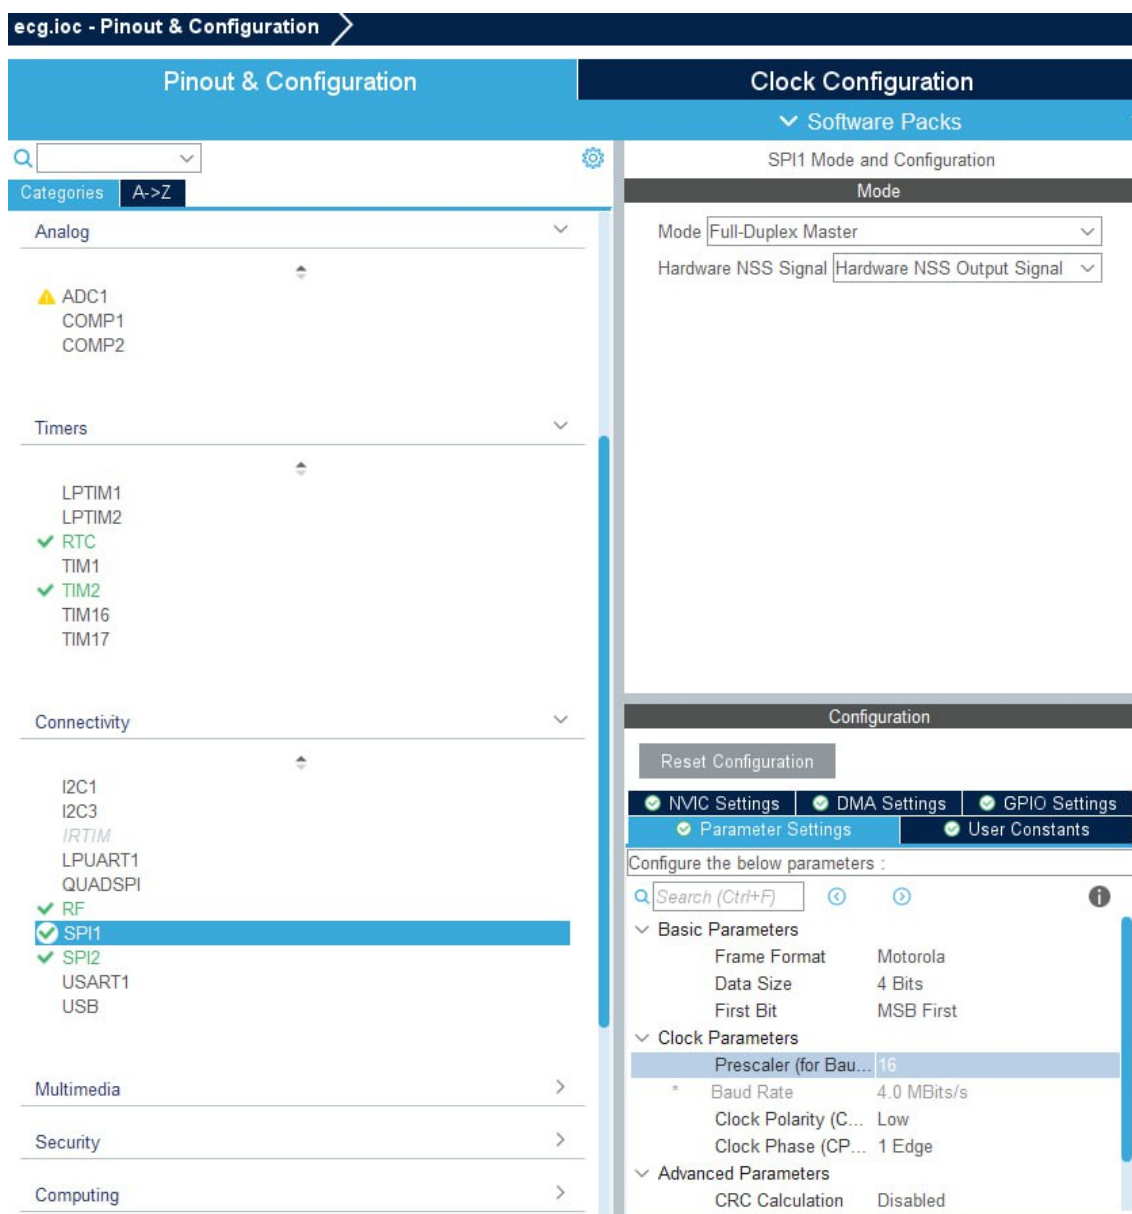 ecg.ioc - Pinout & Configuration
Pinout & Configuration
Clock Configuration
Software Packs
Categories A->Z
Analog
ADC1
COMP1
COMP2
Timers
LPTIM1
LPTIM2
RTC
TIM1
TIM2
TIM16
TIM17
Connectivity
I2C1
I2C3
IRTIM
LPUART1
QUADSPI
RF
SPI1
SPI2
USART1
USB
Multimedia
Security
Computing
SPI1 Mode and Configuration
Mode
Mode Full-Duplex Master
Hardware NSS Signal Hardware NSS Output Signal
Configuration
Reset Configuration
NVIC Settings DMA Settings GPIO Settings
Parameter Settings User Constants
Configure the below parameters :
Search (Ctrl+F)
Basic Parameters
Frame Format Motorola
Data Size 4 Bits
First Bit MSB First
Clock Parameters
Prescaler (for Bau... 16
* Baud Rate 4.0 MBits/s
Clock Polarity (C... Low
Clock Phase (CP... 1 Edge
Advanced Parameters
CRC Calculation Disabled